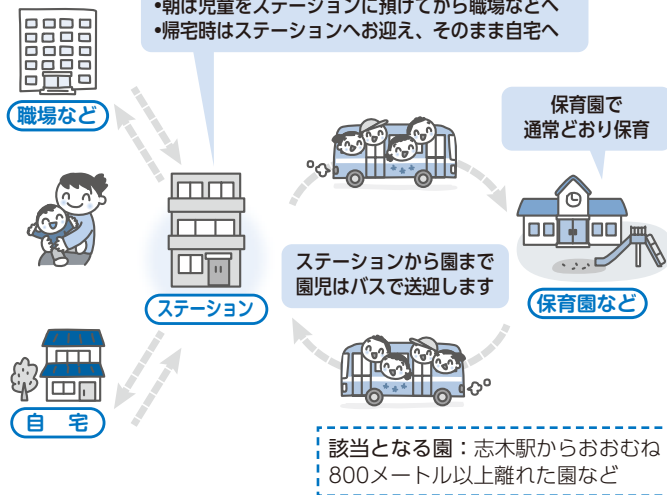 •朝は児童をステーションに預けてから職場などへ
•帰宅時はステーションへお迎え、そのまま自宅へ
職場など
保育園で
通常どおり保育
ステーションから園まで
園児はバスで送迎します
ステーション
保育園など
自宅
該当となる園：志木駅からおおむね
800メートル以上離れた園など